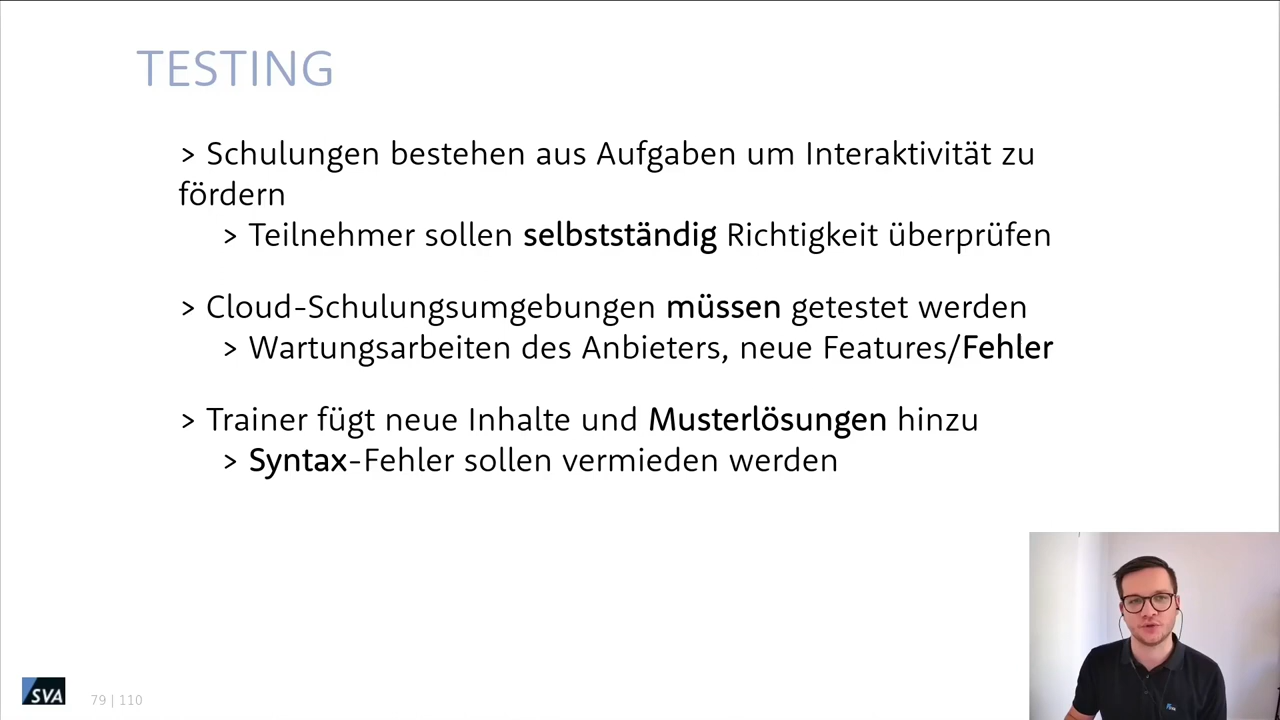 TESTING
> Schulungen bestehen aus Aufgaben um Interaktivität zu
fördern
> Teilnehmer sollen selbstständig Richtigkeit überprüfen
> Cloud-Schulungsumgebungen müssen getestet werden
> Wartungsarbeiten des Anbieters, neue Features/Fehler
> Trainer fügt neue Inhalte und Musterlösungen hinzu
> Syntax-Fehler sollen vermieden werden
SVA
79 | 110